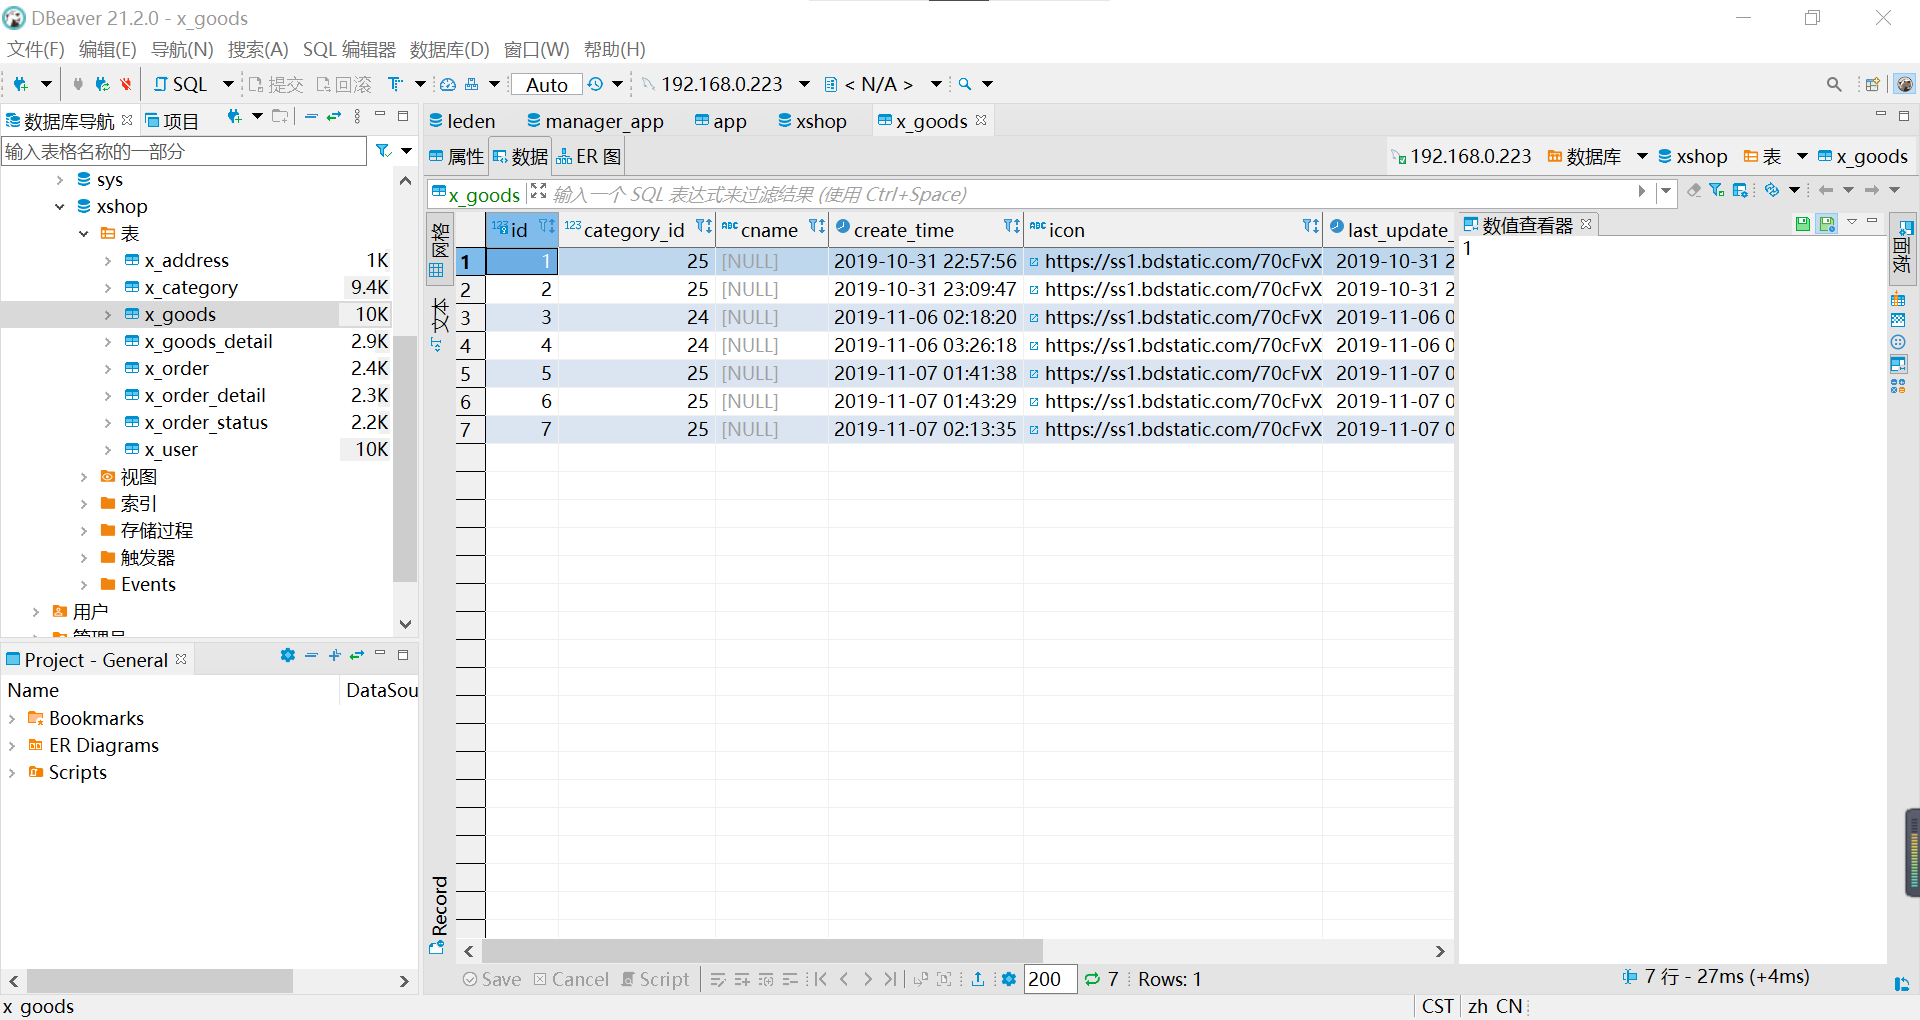 DBeaver 21.2.0 - x_goods
文件(F) 编辑(E) 导航(N) 搜索(A) SQL 编辑器 数据库(D) 窗口(W) 帮助(H)
SQL 提交 回滚 Auto 192.168.0.223 < N/A >
数据库导航 项目
输入表格名称的一部分
sys
xshop
表
x_address 1K
x_category 9.4K
x_goods 10K
x_goods_detail 2.9K
x_order 2.4K
x_order_detail 2.3K
x_order_status 2.2K
x_user 10K
视图
索引
存储过程
触发器
Events
用户
管理员
Project - General
Name DataSou
Bookmarks
ER Diagrams
Scripts
leden manager_app app xshop x_goods
属性 数据 ER 图
192.168.0.223 数据库 xshop 表 x_goods
x_goods 输入一个 SQL 表达式来过滤结果 (使用 Ctrl+Space)
网格
文本
Record
123 id 123 category_id ABC cname create_time ABC icon last_update_
1 1 25 [NULL] 2019-10-31 22:57:56 https://ss1.bdstatic.com/70cFvX 2019-10-31 2
2 2 25 [NULL] 2019-10-31 23:09:47 https://ss1.bdstatic.com/70cFvX 2019-10-31 2
3 3 24 [NULL] 2019-11-06 02:18:20 https://ss1.bdstatic.com/70cFvX 2019-11-06 0
4 4 24 [NULL] 2019-11-06 03:26:18 https://ss1.bdstatic.com/70cFvX 2019-11-06 0
5 5 25 [NULL] 2019-11-07 01:41:38 https://ss1.bdstatic.com/70cFvX 2019-11-07 0
6 6 25 [NULL] 2019-11-07 01:43:29 https://ss1.bdstatic.com/70cFvX 2019-11-07 0
7 7 25 [NULL] 2019-11-07 02:13:35 https://ss1.bdstatic.com/70cFvX 2019-11-07 0
数值查看器
1
面板
Save Cancel Script 200 7 Rows: 1
7 行 - 27ms (+4ms)
x goods
CST zh CN